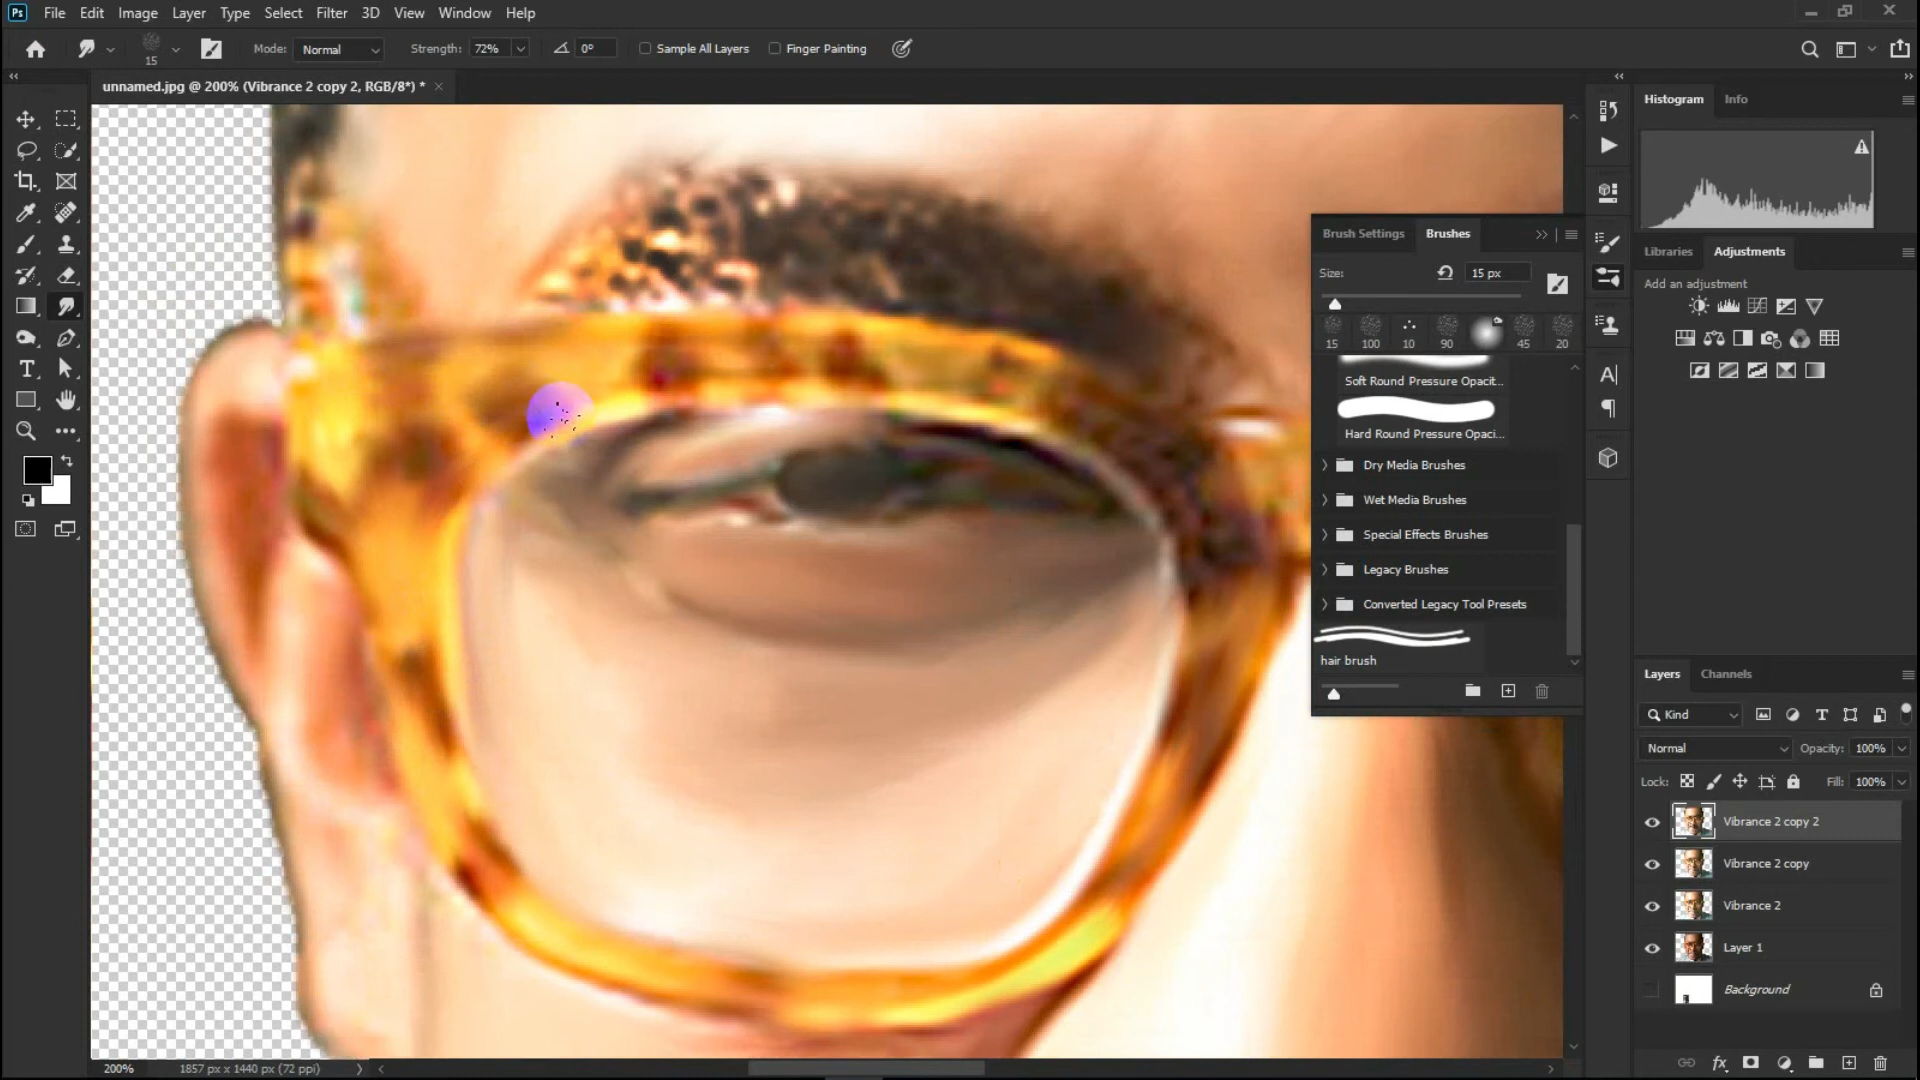 Ps File Edit Image Layer Type Select Filter 3D View Window Help
15 Mode: Normal Strength: 72% 0° Sample All Layers Finger Painting
unnamed.jpg @ 200% (Vibrance 2 copy 2, RGB/8*) * ×
Histogram Info
Libraries Adjustments
Add an adjustment
Brush Settings Brushes
Size: 15 px
15 100 10 90 45 20
Soft Round Pressure Opacit...
Hard Round Pressure Opaci...
Dry Media Brushes
Wet Media Brushes
Special Effects Brushes
Legacy Brushes
Converted Legacy Tool Presets
hair brush
Layers Channels
Kind
Normal Opacity: 100%
Lock: Fill: 100%
Vibrance 2 copy 2
Vibrance 2 copy
Vibrance 2
Layer 1
Background
200% 1857 px x 1440 px (72 ppi)